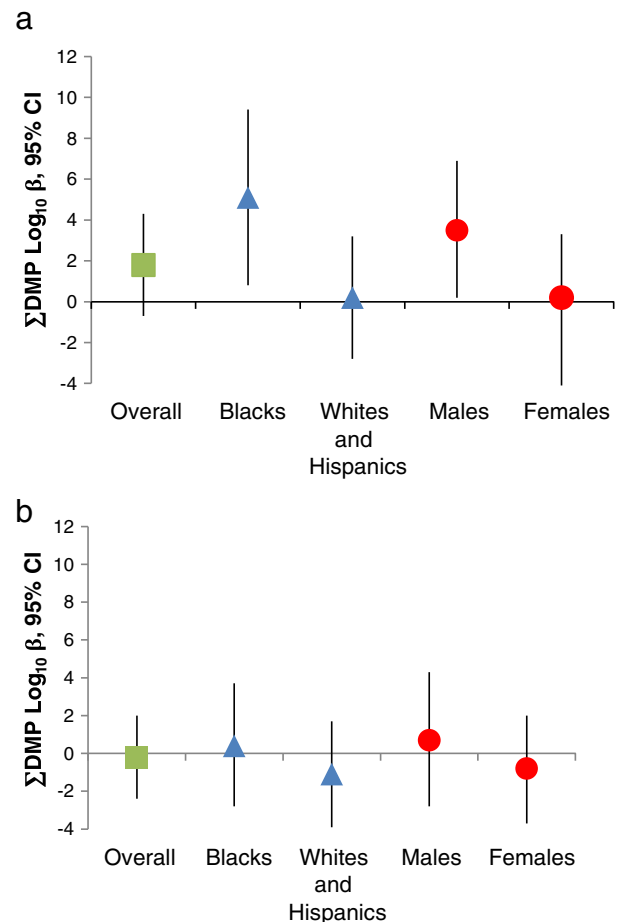 a
ΣDMP Log₁₀ β, 95% CI
12
10
8
6
4
2
0
-2
-4
Overall
Blacks
Whites
and
Hispanics
Males
Females
b
ΣDMP Log₁₀ β, 95% CI
12
10
8
6
4
2
0
-2
-4
Overall
Blacks
Whites
and
Hispanics
Males
Females